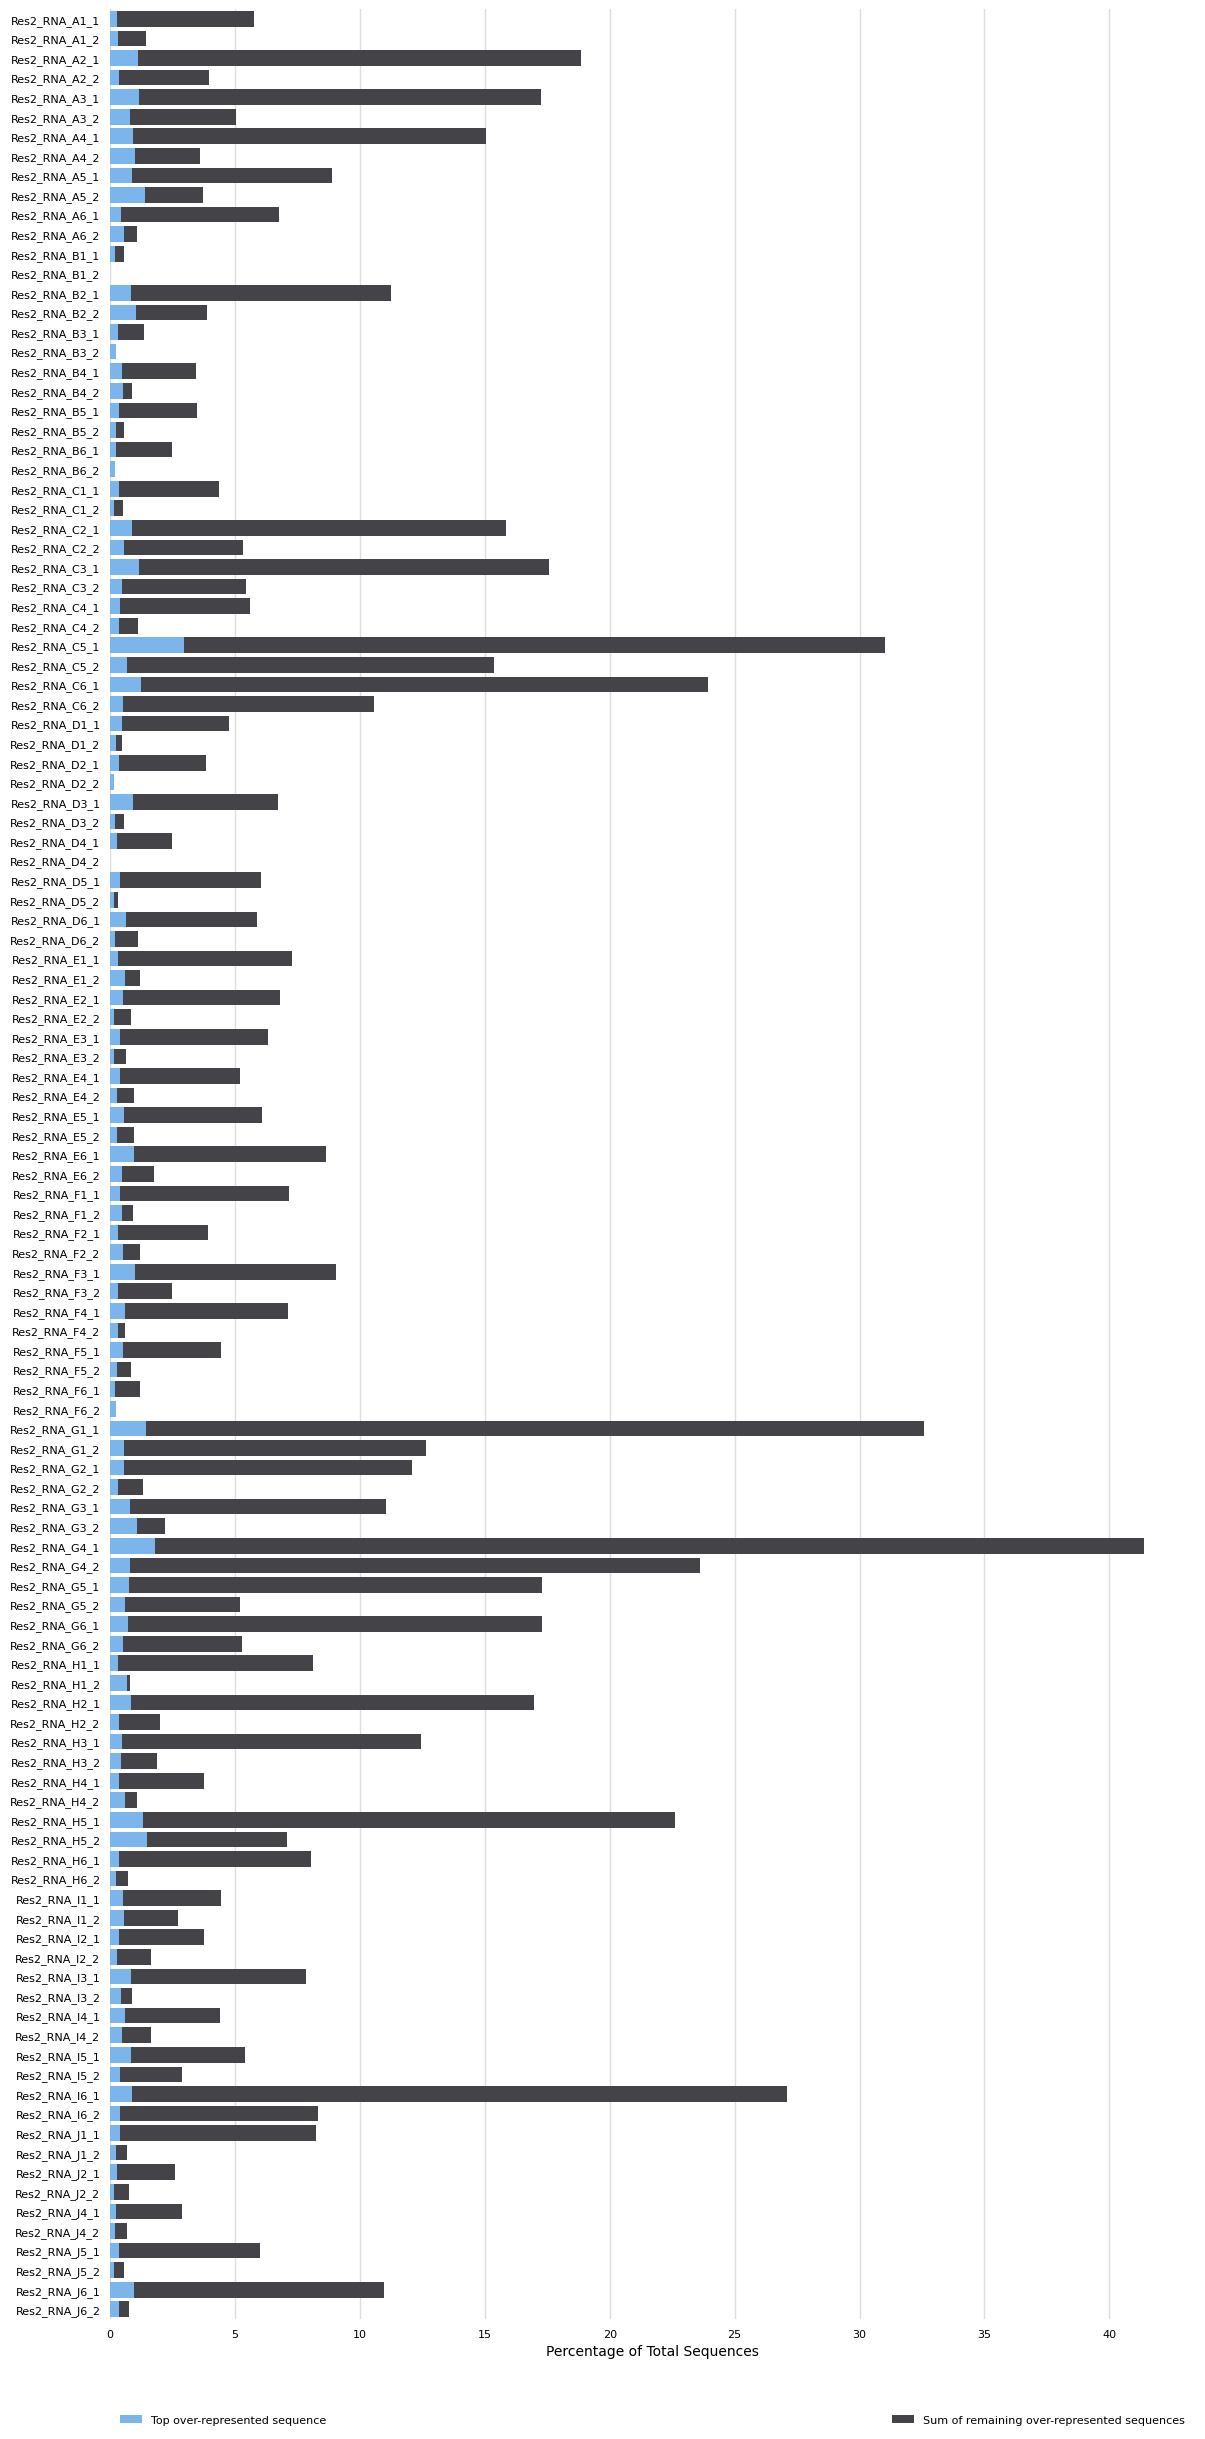 Res2_RNA_A1_1
Res2_RNA_A1_2
Res2_RNA_A2_1
Res2_RNA_A2_2
Res2_RNA_A3_1
Res2_RNA_A3_2
Res2_RNA_A4_1
Res2_RNA_A4_2
Res2_RNA_A5_1
Res2_RNA_A5_2
Res2_RNA_A6_1
Res2_RNA_A6_2
Res2_RNA_B1_1
Res2_RNA_B1_2
Res2_RNA_B2_1
Res2_RNA_B2_2
Res2_RNA_B3_1
Res2_RNA_B3_2
Res2_RNA_B4_1
Res2_RNA_B4_2
Res2_RNA_B5_1
Res2_RNA_B5_2
Res2_RNA_B6_1
Res2_RNA_B6_2
Res2_RNA_C1_1
Res2_RNA_C1_2
Res2_RNA_C2_1
Res2_RNA_C2_2
Res2_RNA_C3_1
Res2_RNA_C3_2
Res2_RNA_C4_1
Res2_RNA_C4_2
Res2_RNA_C5_1
Res2_RNA_C5_2
Res2_RNA_C6_1
Res2_RNA_C6_2
Res2_RNA_D1_1
Res2_RNA_D1_2
Res2_RNA_D2_1
Res2_RNA_D2_2
Res2_RNA_D3_1
Res2_RNA_D3_2
Res2_RNA_D4_1
Res2_RNA_D4_2
Res2_RNA_D5_1
Res2_RNA_D5_2
Res2_RNA_D6_1
Res2_RNA_D6_2
Res2_RNA_E1_1
Res2_RNA_E1_2
Res2_RNA_E2_1
Res2_RNA_E2_2
Res2_RNA_E3_1
Res2_RNA_E3_2
Res2_RNA_E4_1
Res2_RNA_E4_2
Res2_RNA_E5_1
Res2_RNA_E5_2
Res2_RNA_E6_1
Res2_RNA_E6_2
Res2_RNA_F1_1
Res2_RNA_F1_2
Res2_RNA_F2_1
Res2_RNA_F2_2
Res2_RNA_F3_1
Res2_RNA_F3_2
Res2_RNA_F4_1
Res2_RNA_F4_2
Res2_RNA_F5_1
Res2_RNA_F5_2
Res2_RNA_F6_1
Res2_RNA_F6_2
Res2_RNA_G1_1
Res2_RNA_G1_2
Res2_RNA_G2_1
Res2_RNA_G2_2
Res2_RNA_G3_1
Res2_RNA_G3_2
Res2_RNA_G4_1
Res2_RNA_G4_2
Res2_RNA_G5_1
Res2_RNA_G5_2
Res2_RNA_G6_1
Res2_RNA_G6_2
Res2_RNA_H1_1
Res2_RNA_H1_2
Res2_RNA_H2_1
Res2_RNA_H2_2
Res2_RNA_H3_1
Res2_RNA_H3_2
Res2_RNA_H4_1
Res2_RNA_H4_2
Res2_RNA_H5_1
Res2_RNA_H5_2
Res2_RNA_H6_1
Res2_RNA_H6_2
Res2_RNA_I1_1
Res2_RNA_I1_2
Res2_RNA_I2_1
Res2_RNA_I2_2
Res2_RNA_I3_1
Res2_RNA_I3_2
Res2_RNA_I4_1
Res2_RNA_I4_2
Res2_RNA_I5_1
Res2_RNA_I5_2
Res2_RNA_I6_1
Res2_RNA_I6_2
Res2_RNA_J1_1
Res2_RNA_J1_2
Res2_RNA_J2_1
Res2_RNA_J2_2
Res2_RNA_J4_1
Res2_RNA_J4_2
Res2_RNA_J5_1
Res2_RNA_J5_2
Res2_RNA_J6_1
Res2_RNA_J6_2
0 5 10 15 20 25 30 35 40
Percentage of Total Sequences
Top over-represented sequence Sum of remaining over-represented sequences